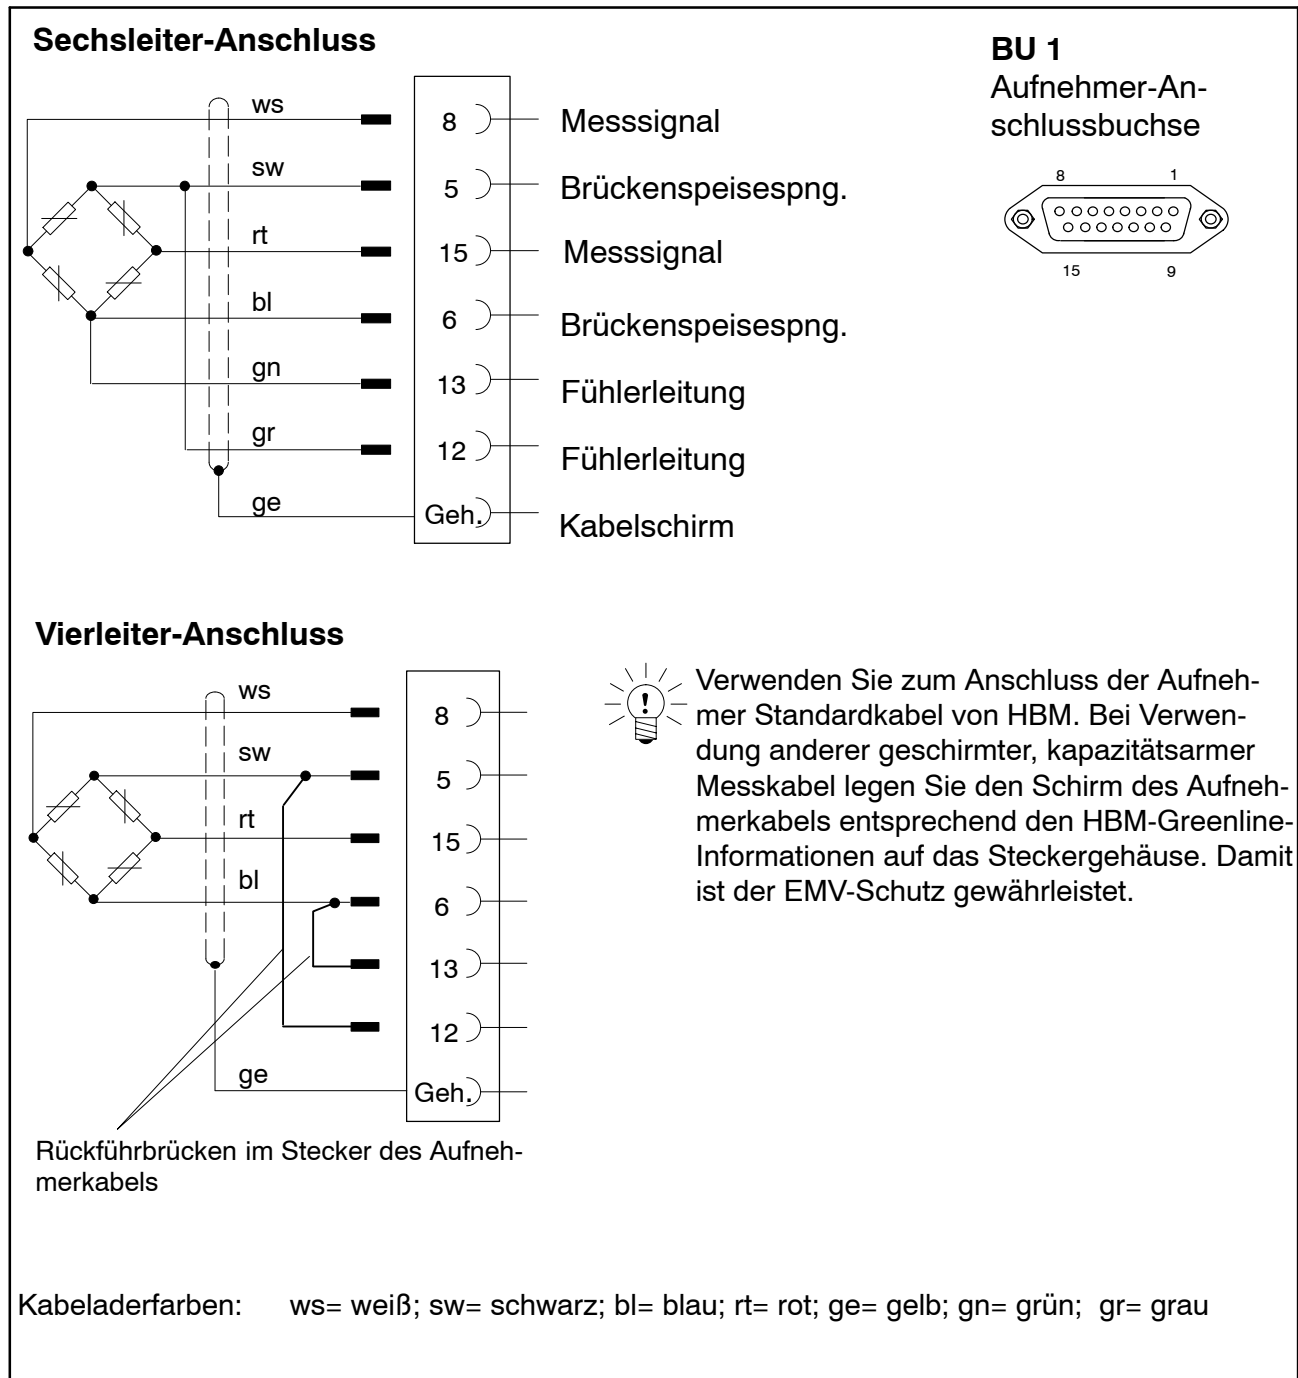 Sechsleiter-Anschluss
BU 1
Aufnehmer-An-
schlussbuchse
8 1
15 9
ws 8 Messsignal
sw 5 Brückenspeisespng.
rt 15 Messsignal
bl 6 Brückenspeisespng.
gn 13 Fühlerleitung
gr 12 Fühlerleitung
ge Geh. Kabelschirm
Vierleiter-Anschluss
ws 8
sw 5
rt 15
bl 6
13
12
ge Geh.
Rückführbrücken im Stecker des Aufneh-
merkabels
!
Verwenden Sie zum Anschluss der Aufneh-
mer Standardkabel von HBM. Bei Verwen-
dung anderer geschirmter, kapazitätsarmer
Messkabel legen Sie den Schirm des Aufneh-
merkabels entsprechend den HBM-Greenline-
Informationen auf das Steckergehäuse. Damit
ist der EMV-Schutz gewährleistet.
Kabeladerfarben: ws= weiß; sw= schwarz; bl= blau; rt= rot; ge= gelb; gn= grün; gr= grau